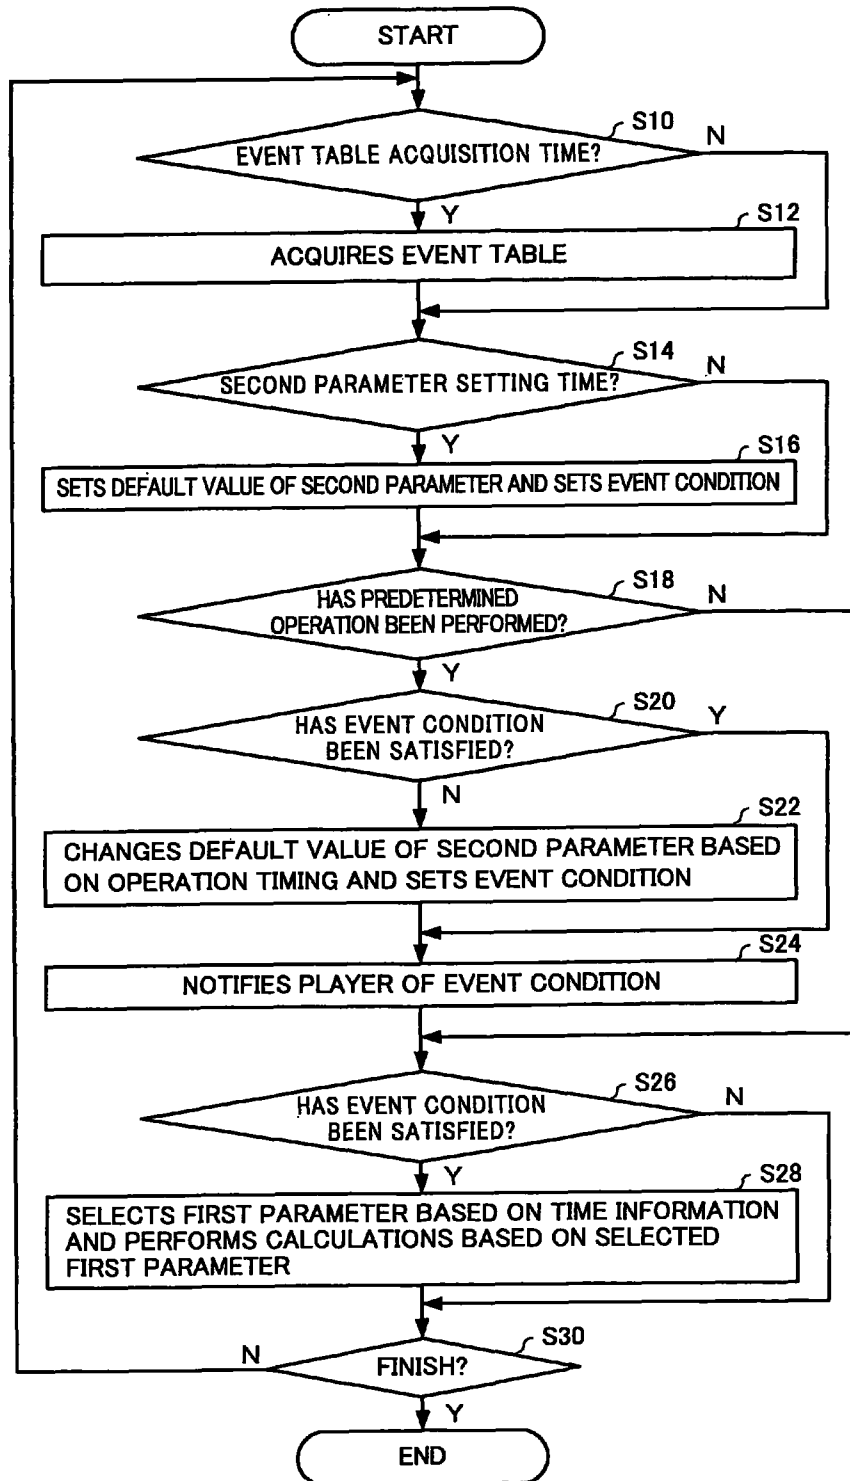 START
S10
EVENT TABLE ACQUISITION TIME?
N
Y
S12
ACQUIRES EVENT TABLE
S14
SECOND PARAMETER SETTING TIME?
N
Y
S16
SETS DEFAULT VALUE OF SECOND PARAMETER AND SETS EVENT CONDITION
S18
HAS PREDETERMINED
OPERATION BEEN PERFORMED?
N
Y
S20
HAS EVENT CONDITION
BEEN SATISFIED?
Y
N
S22
CHANGES DEFAULT VALUE OF SECOND PARAMETER BASED
ON OPERATION TIMING AND SETS EVENT CONDITION
S24
NOTIFIES PLAYER OF EVENT CONDITION
S26
HAS EVENT CONDITION
BEEN SATISFIED?
N
Y
S28
SELECTS FIRST PARAMETER BASED ON TIME INFORMATION
AND PERFORMS CALCULATIONS BASED ON SELECTED
FIRST PARAMETER
S30
FINISH?
N
Y
END